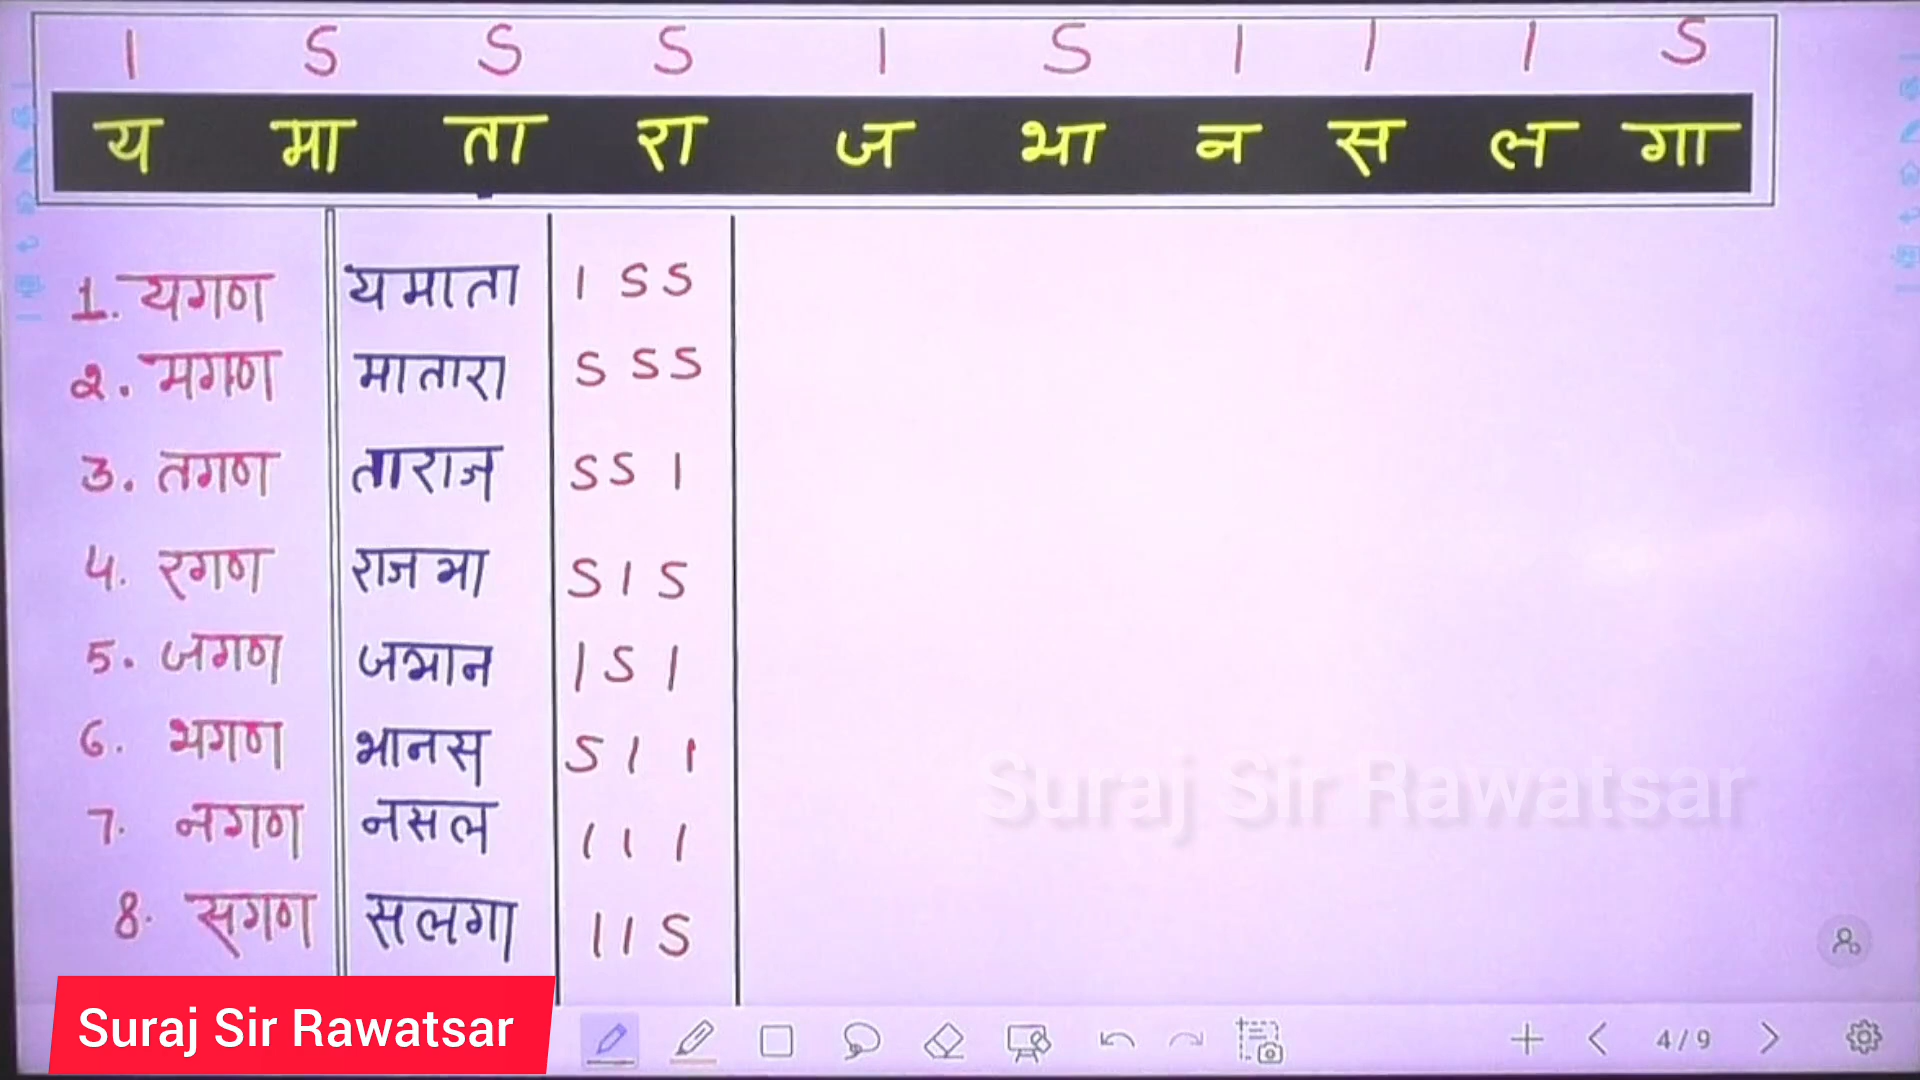 I S S S I S I I I S
य मा ता रा ज भा न स ल गा
1. यगण यमाता I S S
2. मगण मातारा S S S
3. तगण ताराज S S I
4. रगण राजभा S I S
5. जगण जभान I S I
6. भगण भानस S I I
7. नगण नसल I I I
8. सगण सलगा I I S
Suraj Sir Rawatsar
Suraj Sir Rawatsar
4/9